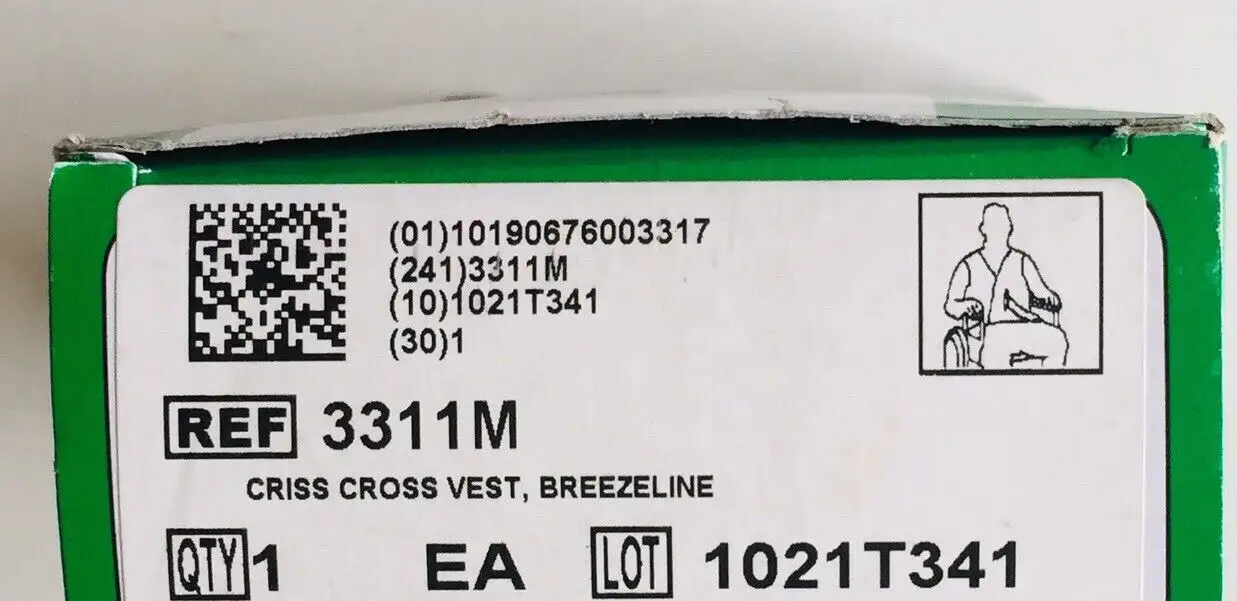 (01)10190676003317
(241)3311M
(10)1021T341
(30)1
REF 3311M
CRISS CROSS VEST, BREEZELINE
QTY 1 EA LOT 1021T341